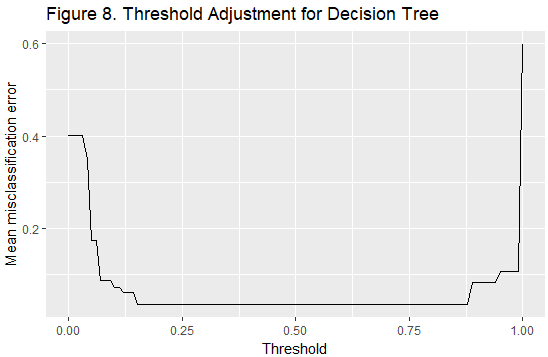 Figure 8. Threshold Adjustment for Decision Tree
Mean misclassification error
0.6
0.4
0.2
0.00 0.25 0.50 0.75 1.00
Threshold